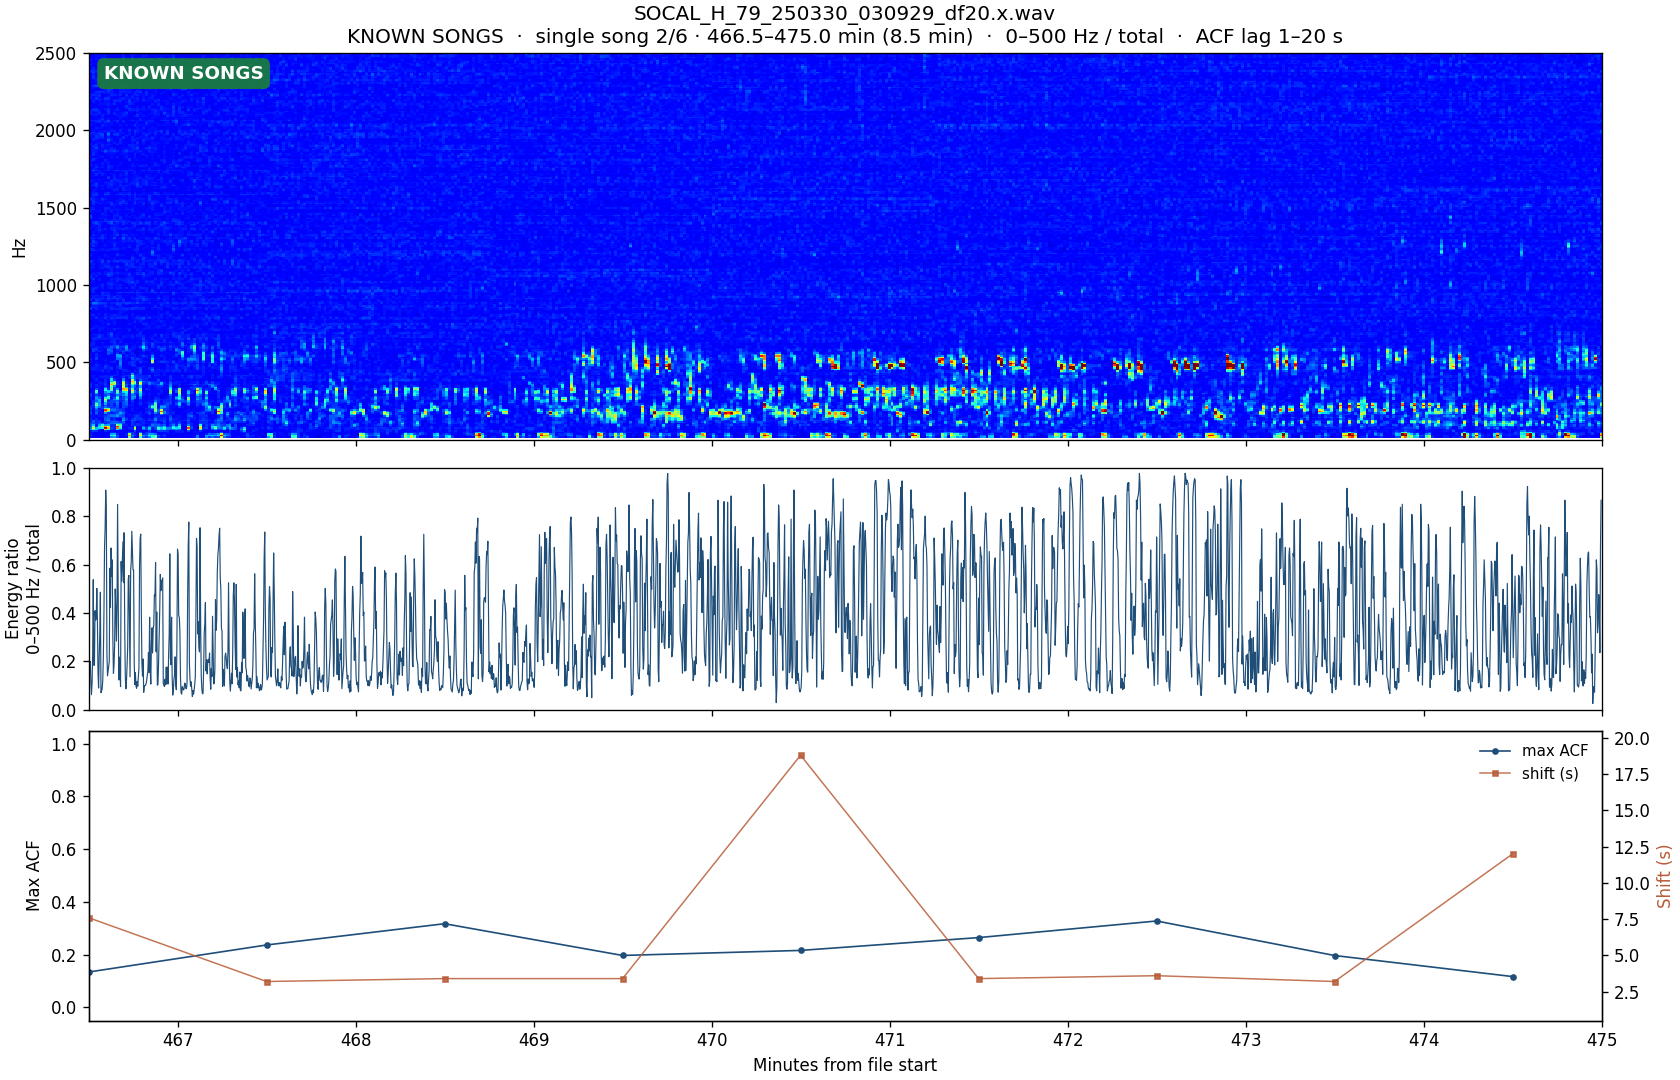 SOCAL_H_79_250330_030929_df20.x.wav
KNOWN SONGS · single song 2/6 · 466.5–475.0 min (8.5 min) · 0–500 Hz / total · ACF lag 1–20 s
KNOWN SONGS
2500
2000
1500
1000
500
0
Hz
1.0
0.8
0.6
0.4
0.2
0.0
Energy ratio
0–500 Hz / total
1.0
0.8
0.6
0.4
0.2
0.0
Max ACF
max ACF
shift (s)
20.0
17.5
15.0
12.5
10.0
7.5
5.0
2.5
Shift (s)
467 468 469 470 471 472 473 474 475
Minutes from file start